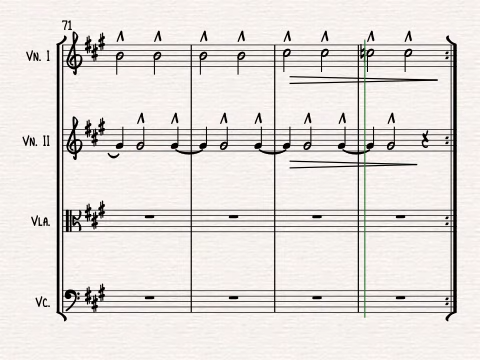 71
VN. I
VN. II
VLA.
VC.